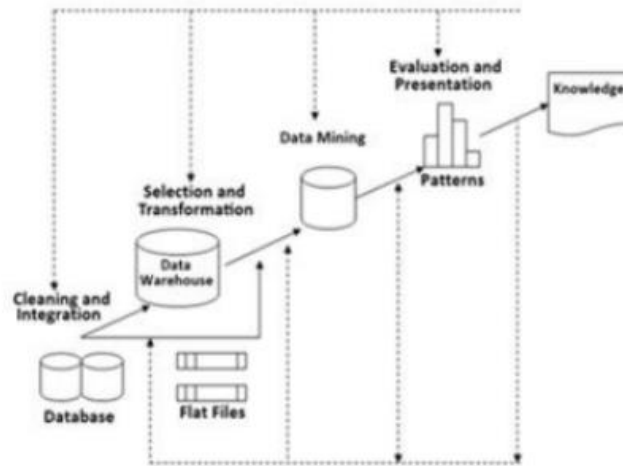 Evaluation and
Presentation
Knowledge
Data Mining
Patterns
Selection and
Transformation
Data
Warehouse
Cleaning and
Integration
Database
Flat Files